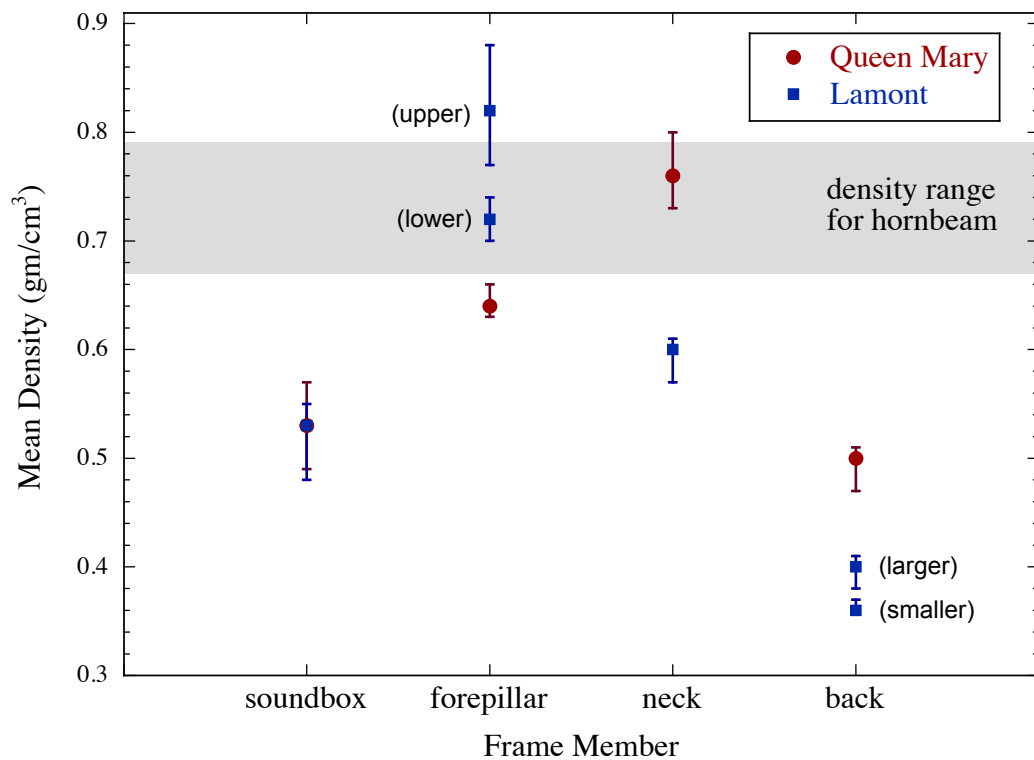 0.9
0.8
0.7
0.6
0.5
0.4
0.3
Mean Density (gm/cm³)
Queen Mary
Lamont
(upper)
(lower)
density range
for hornbeam
(larger)
(smaller)
soundbox
forepillar
neck
back
Frame Member